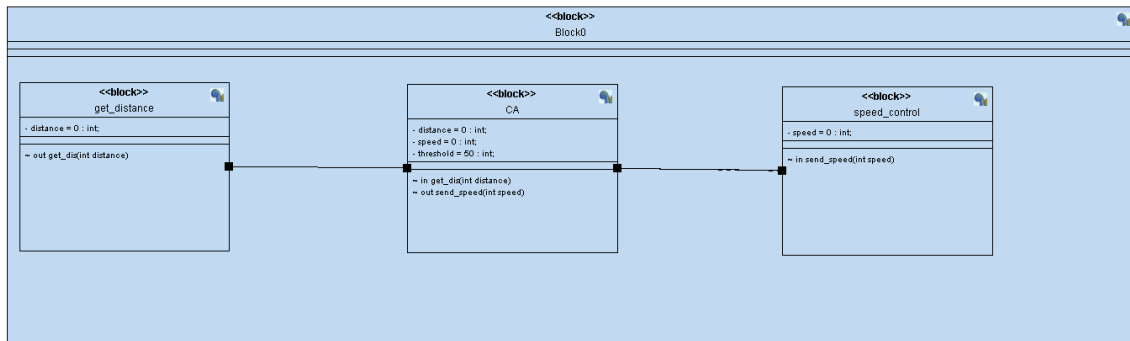 <<block>>
Block0
<<block>>
get_distance
- distance = 0 : int;
~ out get_dis(int distance)
<<block>>
CA
- distance = 0 : int;
- speed = 0 : int;
- threshold = 50 : int;
~ in get_dis(int distance)
~ out send_speed(int speed)
<<block>>
speed_control
- speed = 0 : int;
~ in send_speed(int speed)